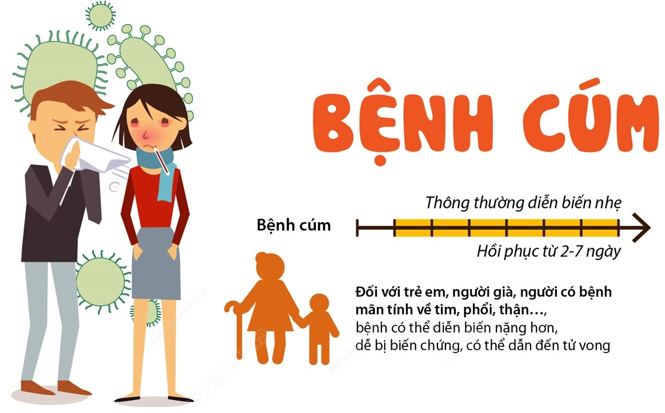 BỆNH CÚM
Thông thường diễn biến nhẹ
Bệnh cúm
Hồi phục từ 2-7 ngày
Đối với trẻ em, người già, người có bệnh
mãn tính về tim, phổi, thận...,
bệnh có thể diễn biến nặng hơn,
dễ bị biến chứng, có thể dẫn đến tử vong